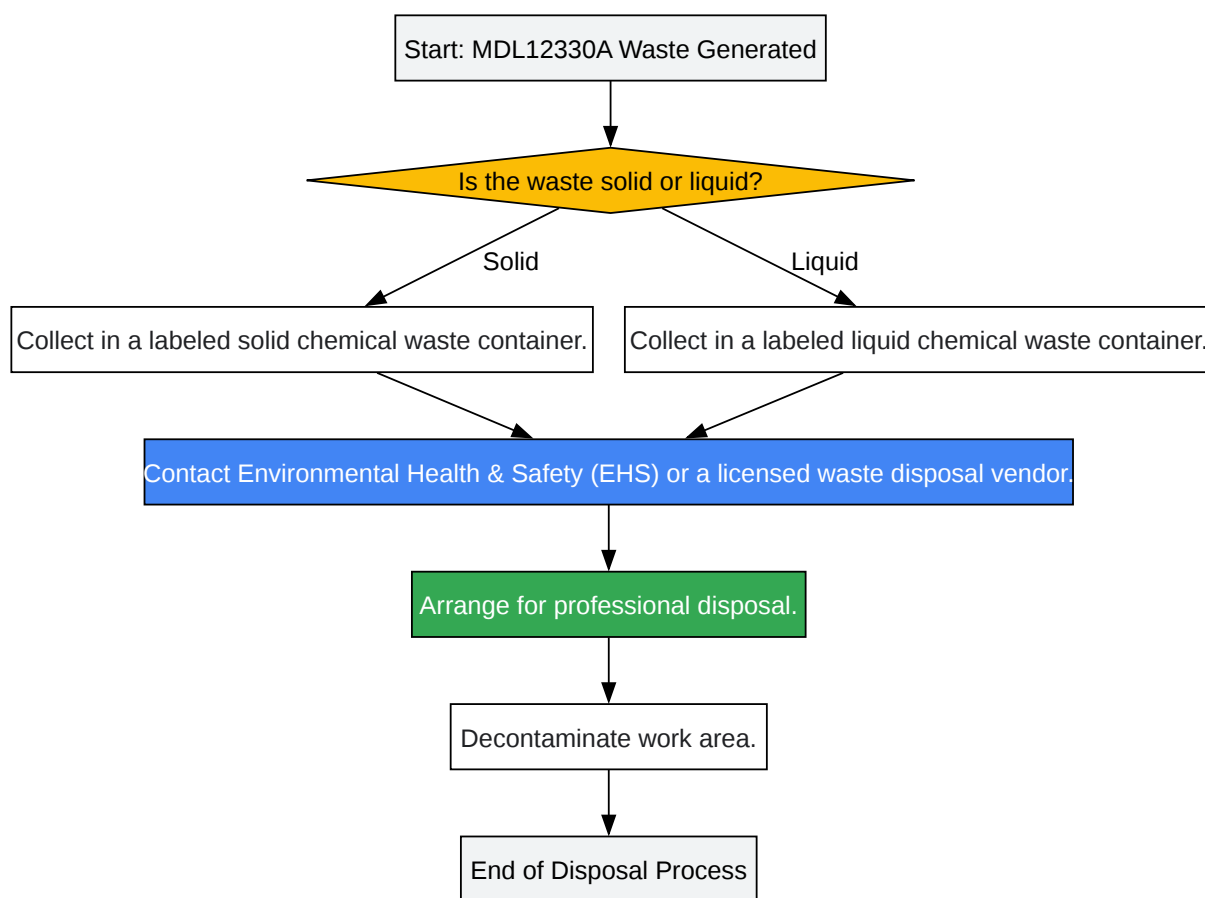 Start: MDL12330A Waste Generated
Is the waste solid or liquid?
Solid
Liquid
Collect in a labeled solid chemical waste container.
Collect in a labeled liquid chemical waste container.
Contact Environmental Health & Safety (EHS) or a licensed waste disposal vendor.
Arrange for professional disposal.
Decontaminate work area.
End of Disposal Process